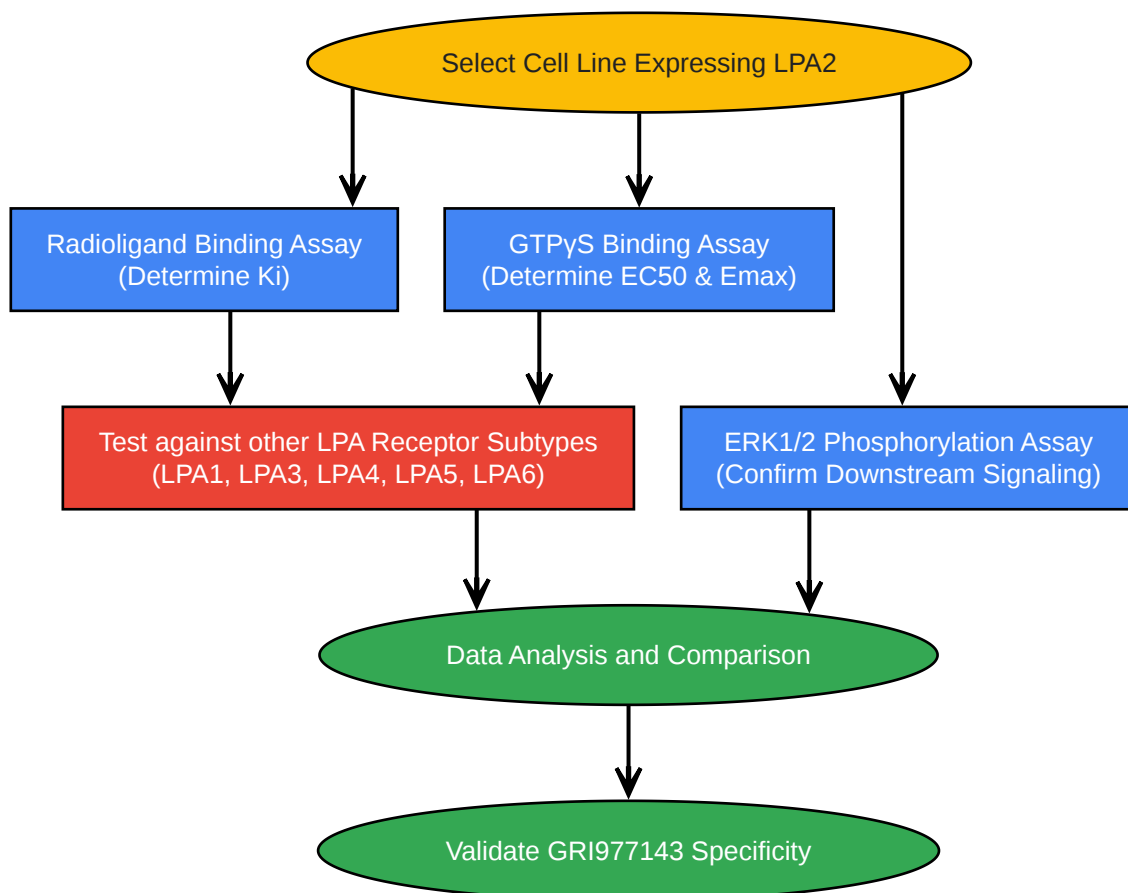 Select Cell Line Expressing LPA2
Radioligand Binding Assay
(Determine Ki)
GTPγS Binding Assay
(Determine EC50 & Emax)
Test against other LPA Receptor Subtypes
(LPA1, LPA3, LPA4, LPA5, LPA6)
ERK1/2 Phosphorylation Assay
(Confirm Downstream Signaling)
Data Analysis and Comparison
Validate GRI977143 Specificity